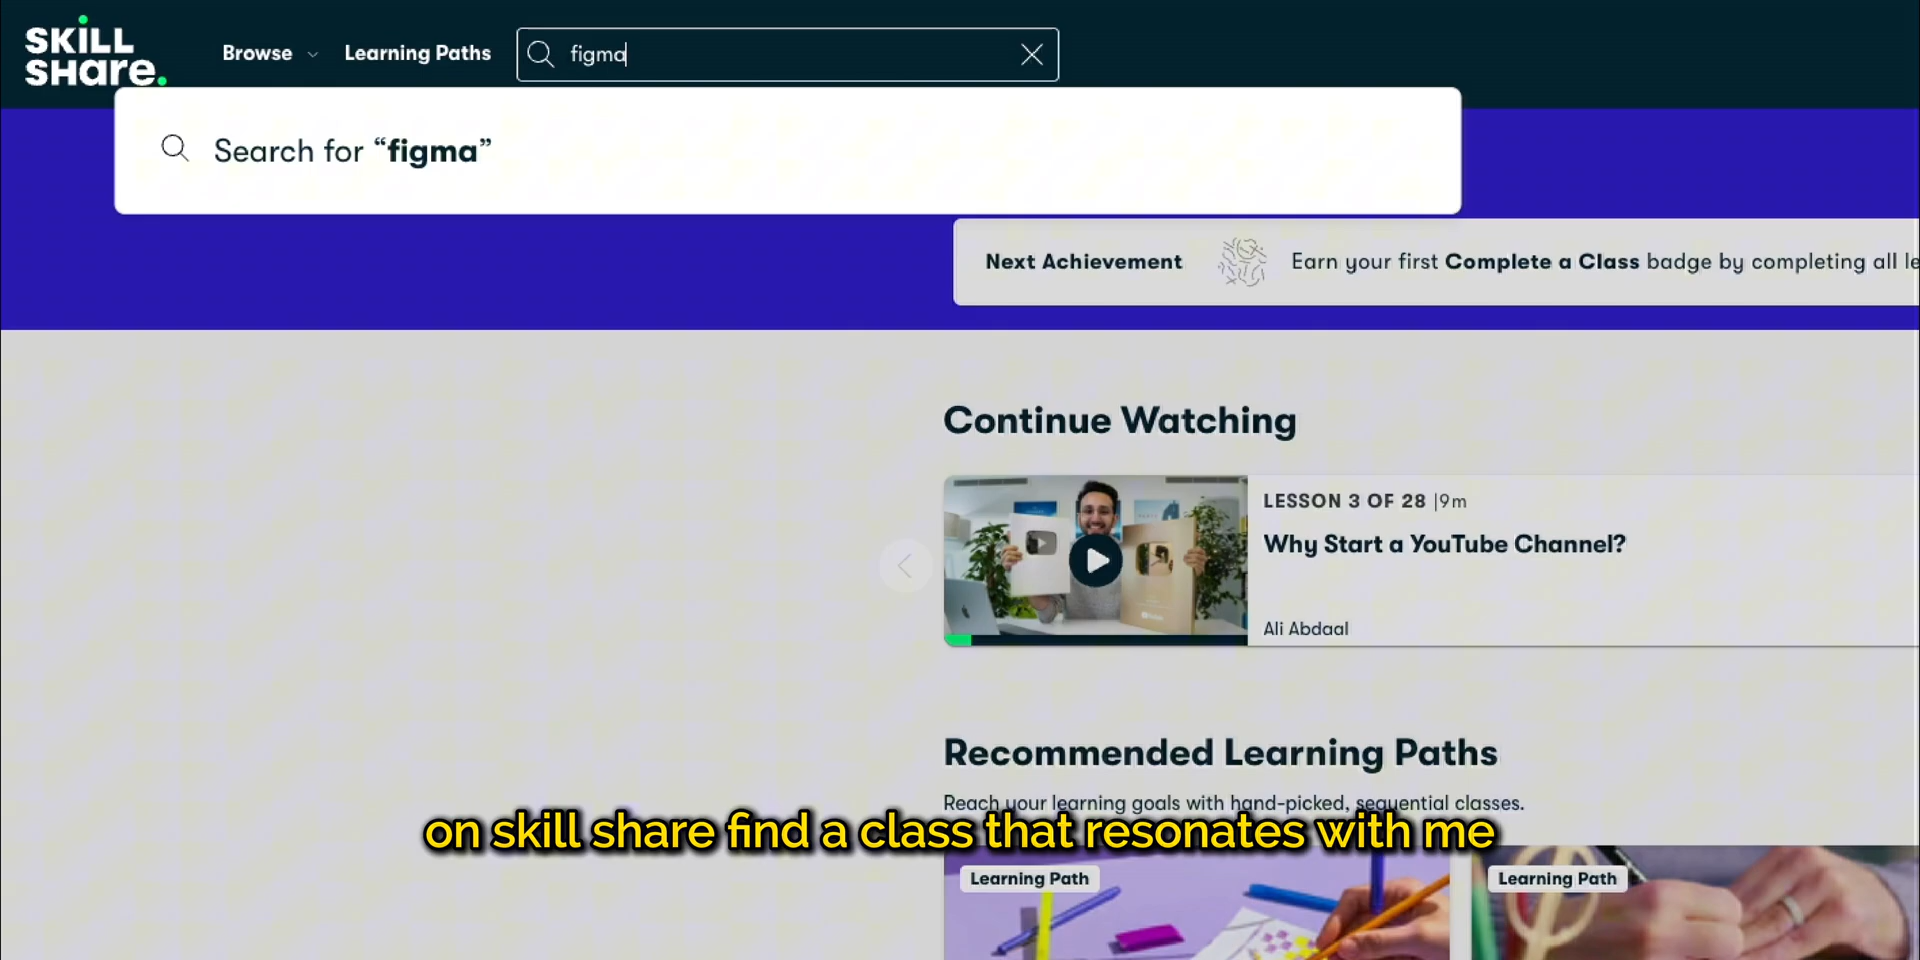 SKILL
SHare.
Browse
Learning Paths
figma
Search for “figma”
Next Achievement
Earn your first Complete a Class badge by completing all le
Continue Watching
LESSON 3 OF 28 |9m
Why Start a YouTube Channel?
Ali Abdaal
Recommended Learning Paths
Reach your learning goals with hand-picked, sequential classes.
on skill share find a class that resonates with me
Learning Path
Learning Path